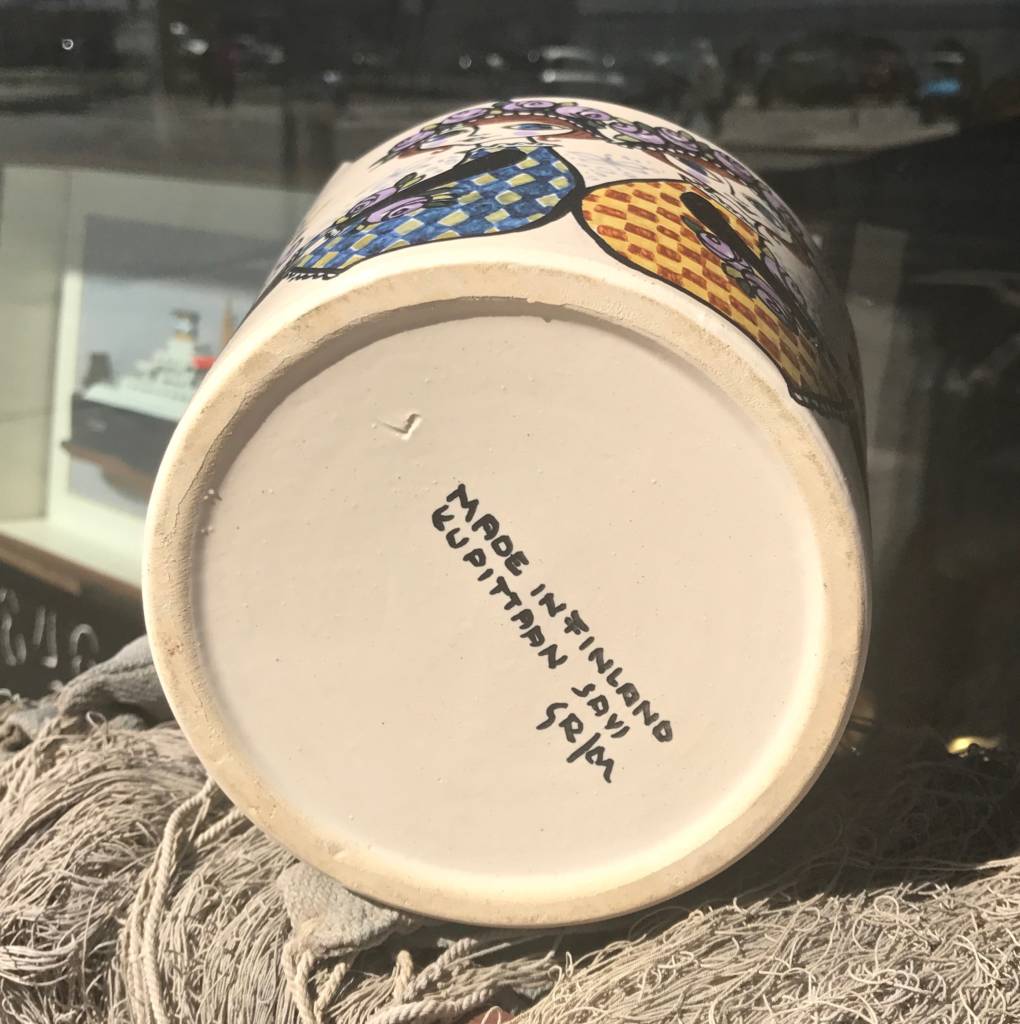 MADE IN FINLAND
KUPITTAAN SAVI
SR/M